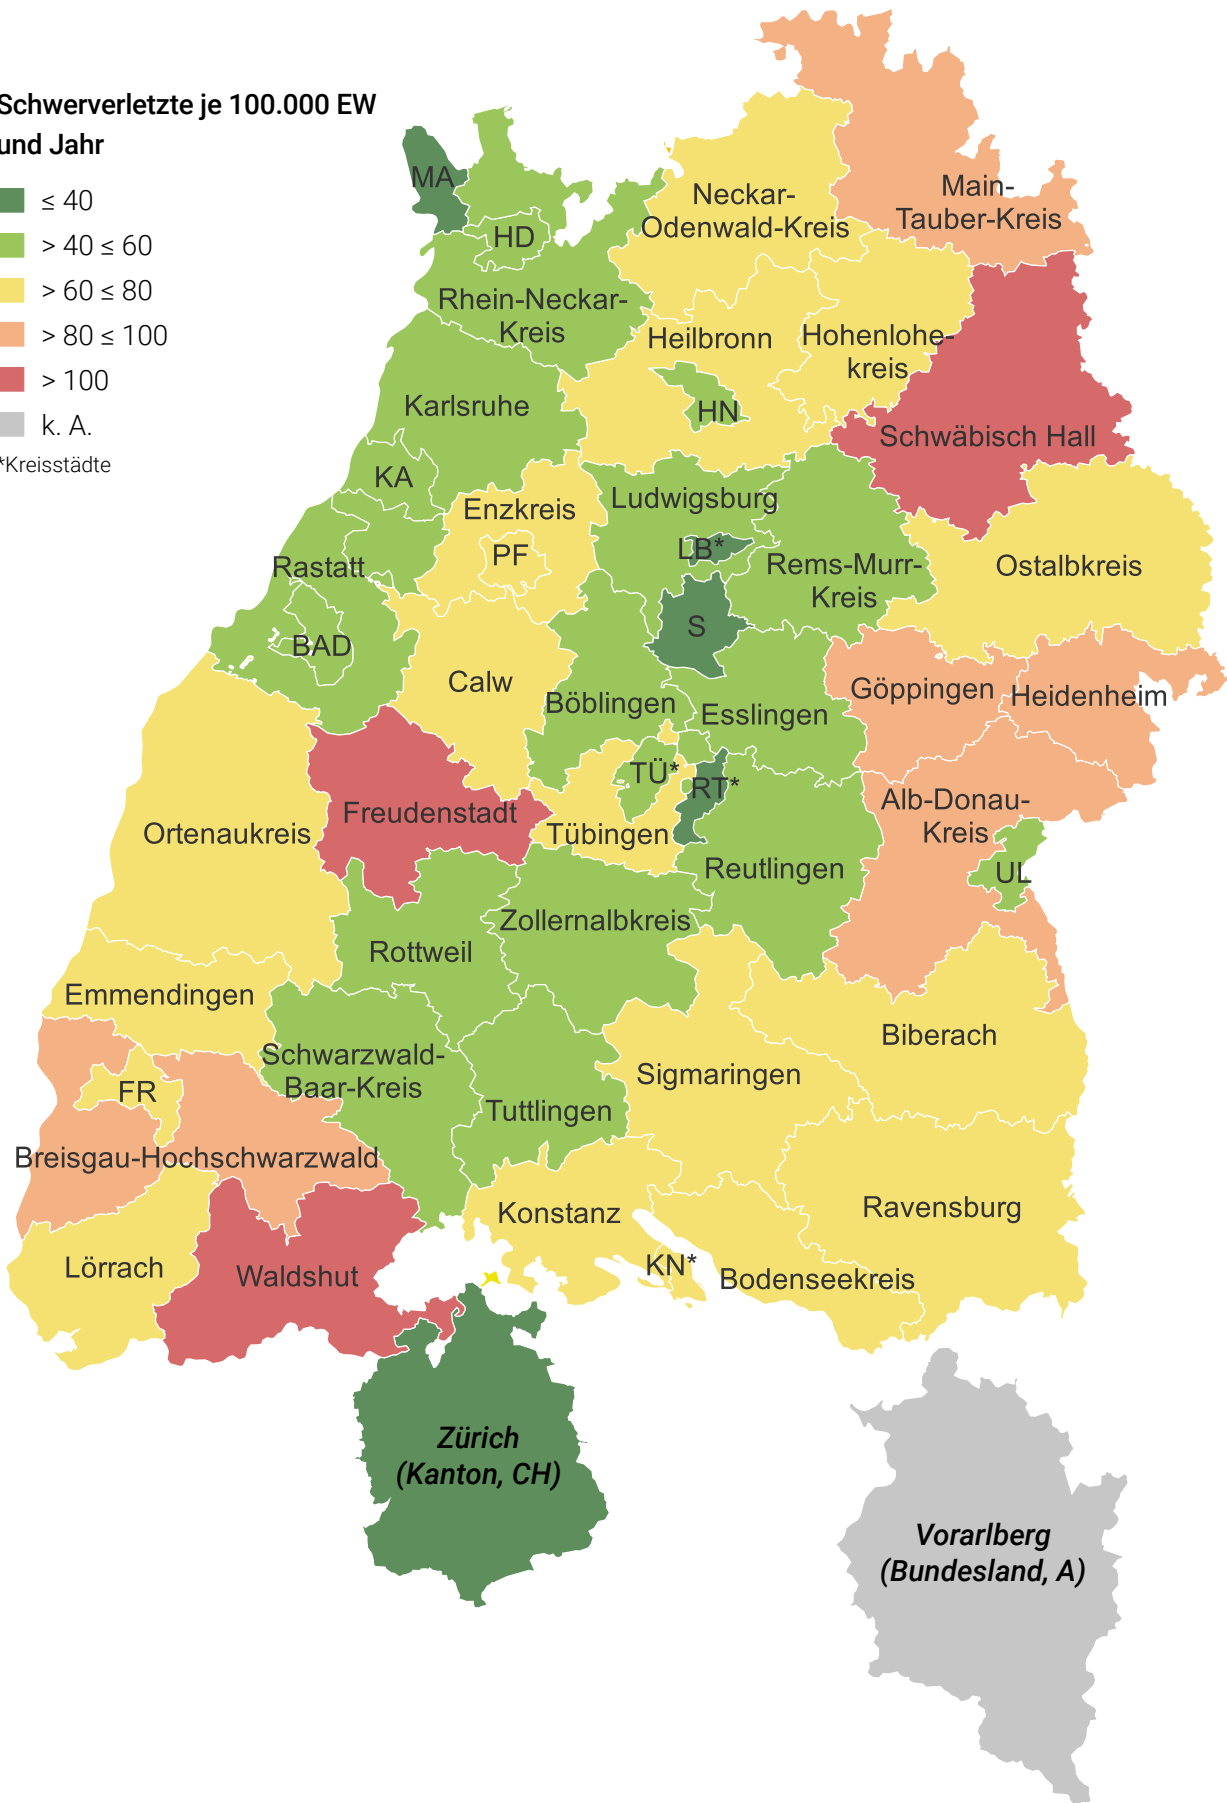 Schwerverletzte je 100.000 EW
und Jahr
≤ 40
> 40 ≤ 60
> 60 ≤ 80
> 80 ≤ 100
> 100
k. A.
*Kreisstädte
MA
HD
Rhein-Neckar-
Kreis
Neckar-
Odenwald-Kreis
Main-
Tauber-Kreis
Heilbronn
Hohenlohe-
kreis
HN
Schwäbisch Hall
Karlsruhe
KA
Enzkreis
PF
Ludwigsburg
LB*
Rems-Murr-
Kreis
Ostalbkreis
Rastatt
BAD
S
Calw
Böblingen
Esslingen
Göppingen
Heidenheim
TÜ*
RT*
Freudenstadt
Tübingen
Ortenaukreis
Reutlingen
Alb-Donau-
Kreis
UL
Rottweil
Zollernalbkreis
Emmendingen
Schwarzwald-
Baar-Kreis
Tuttlingen
Sigmaringen
Biberach
FR
Breisgau-Hochschwarzwald
Konstanz
Ravensburg
Lörrach
Waldshut
KN*
Bodenseekreis
Zürich
(Kanton, CH)
Vorarlberg
(Bundesland, A)